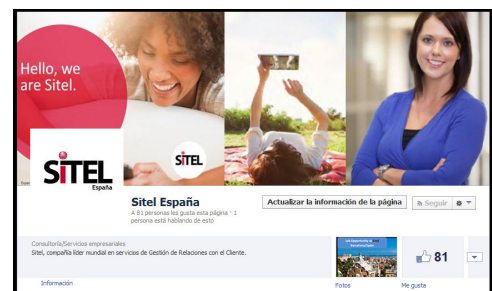 Hello, we
are Sitel.
SITEL
España
SITEL
Sitel España
A 81 personas les gusta esta página · 1
persona está hablando de esto
Actualizar la información de la página
Seguir
Consultoría/Servicios empresariales
Sitel, compañía líder mundial en servicios de Gestión de Relaciones con el Cliente.
81
Información
Fotos
Me gusta